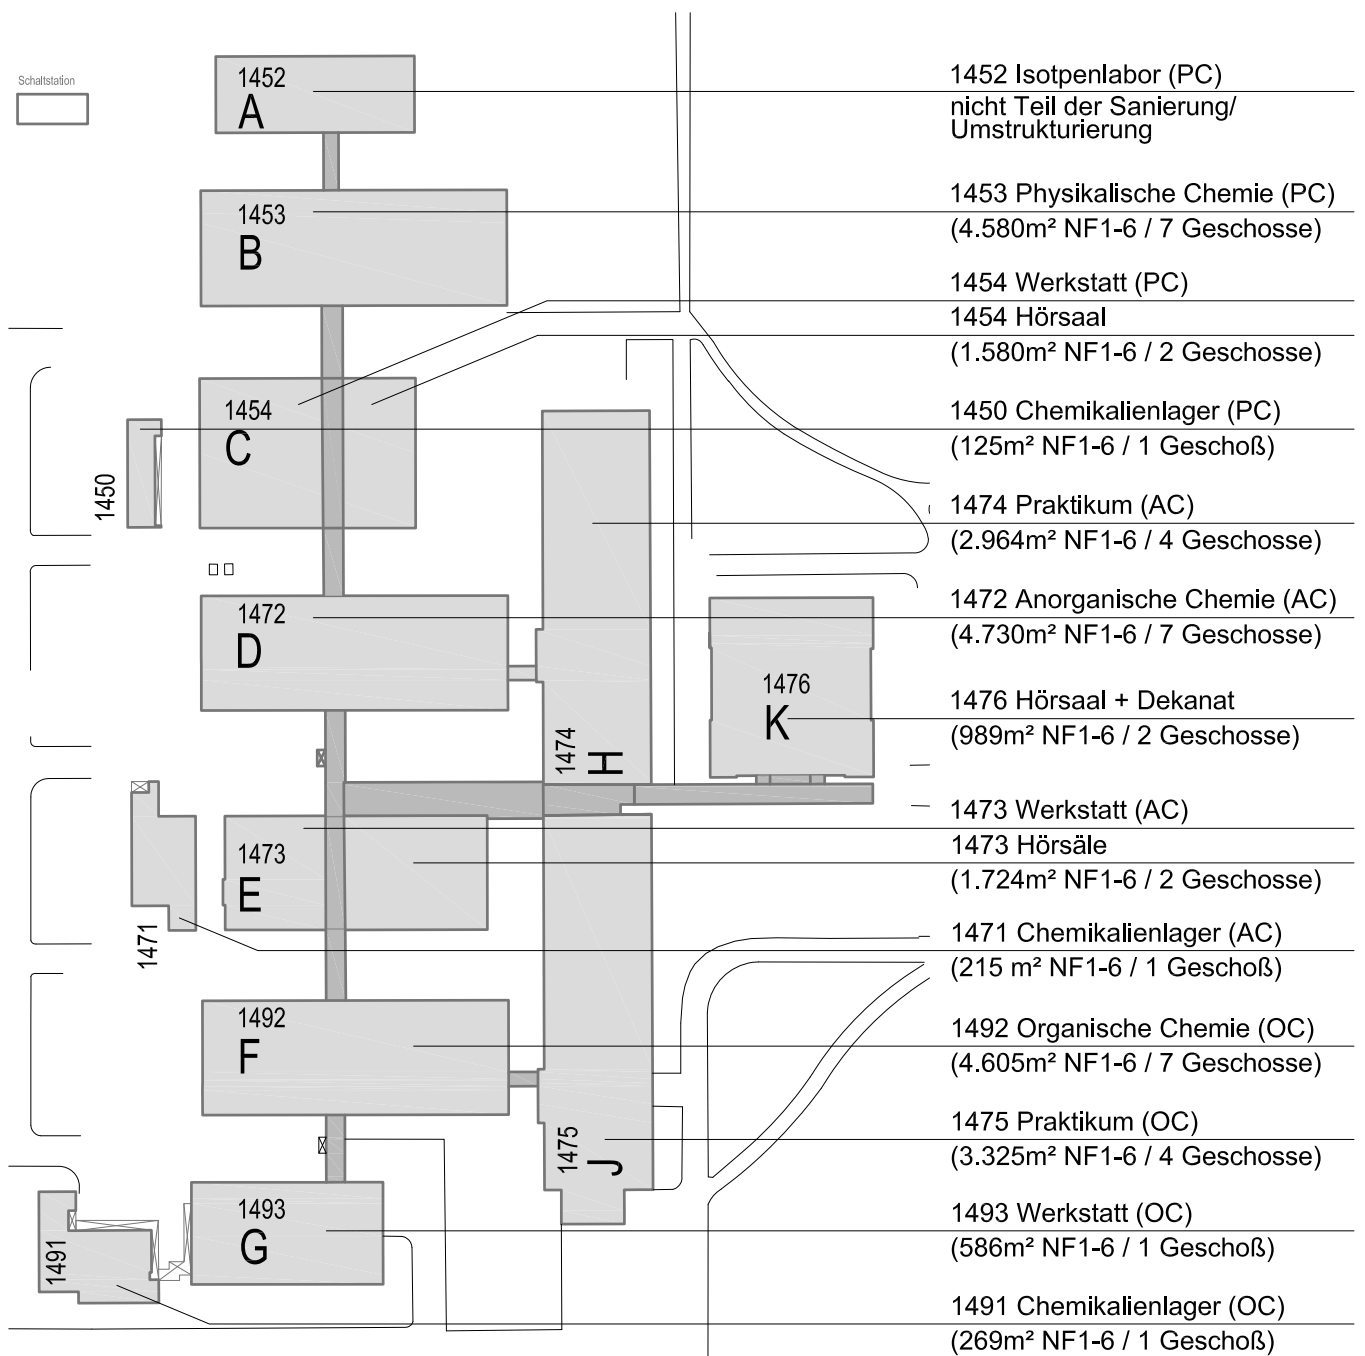 Schaltstation
1452
A
1453
B
1454
C
1450
1472
D
1474
H
1476
K
1473
E
1471
1492
F
1475
J
1493
G
1491
1452 Isotpenlabor (PC)
nicht Teil der Sanierung/
Umstrukturierung
1453 Physikalische Chemie (PC)
(4.580m² NF1-6 / 7 Geschosse)
1454 Werkstatt (PC)
1454 Hörsaal
(1.580m² NF1-6 / 2 Geschosse)
1450 Chemikalienlager (PC)
(125m² NF1-6 / 1 Geschoß)
1474 Praktikum (AC)
(2.964m² NF1-6 / 4 Geschosse)
1472 Anorganische Chemie (AC)
(4.730m² NF1-6 / 7 Geschosse)
1476 Hörsaal + Dekanat
(989m² NF1-6 / 2 Geschosse)
1473 Werkstatt (AC)
1473 Hörsäle
(1.724m² NF1-6 / 2 Geschosse)
1471 Chemikalienlager (AC)
(215 m² NF1-6 / 1 Geschoß)
1492 Organische Chemie (OC)
(4.605m² NF1-6 / 7 Geschosse)
1475 Praktikum (OC)
(3.325m² NF1-6 / 4 Geschosse)
1493 Werkstatt (OC)
(586m² NF1-6 / 1 Geschoß)
1491 Chemikalienlager (OC)
(269m² NF1-6 / 1 Geschoß)